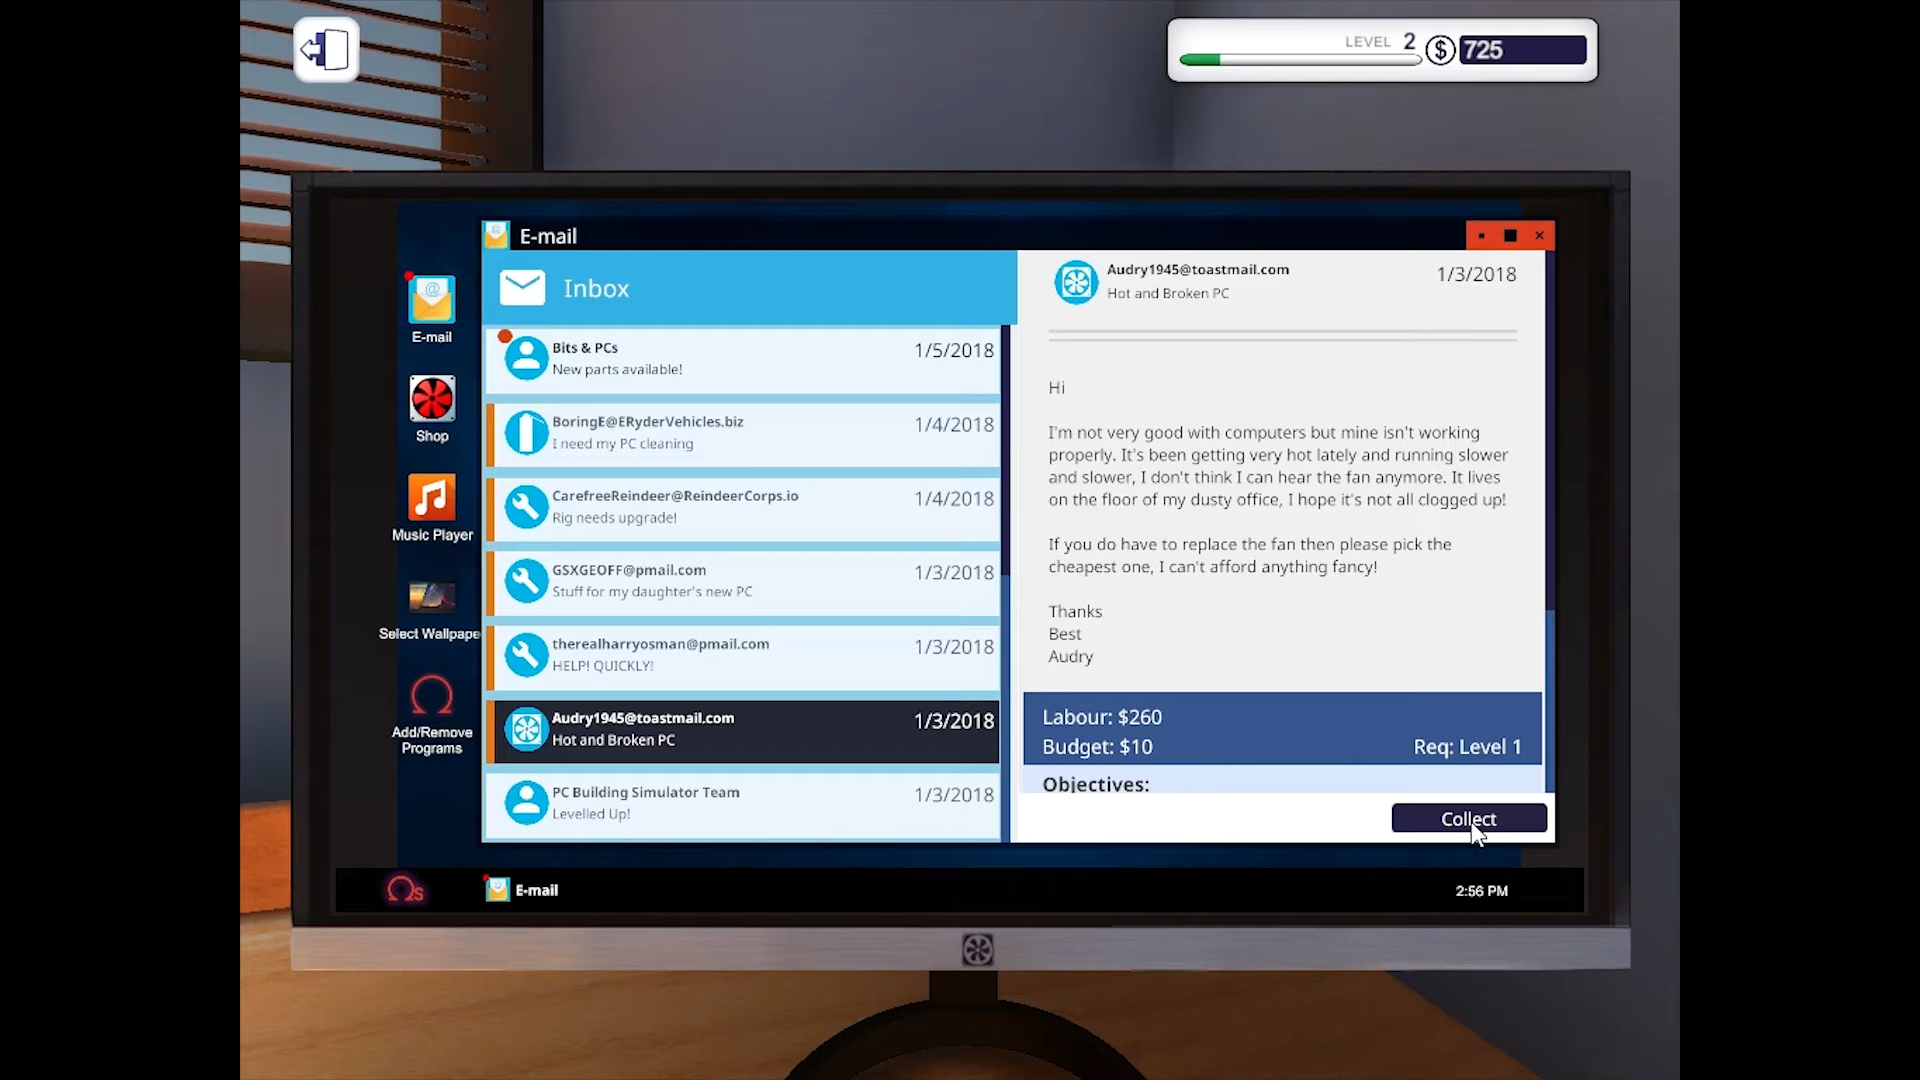 LEVEL 2
$ 725
E-mail
E-mail
Shop
Music Player
Select Wallpape
Add/Remove
Programs
Inbox
Bits & PCs
1/5/2018
New parts available!
BoringE@ERyderVehicles.biz
1/4/2018
I need my PC cleaning
CarefreeReindeer@ReindeerCorps.io
1/4/2018
Rig needs upgrade!
GSXGEOFF@pmail.com
1/3/2018
Stuff for my daughter's new PC
therealharryosman@pmail.com
1/3/2018
HELP! QUICKLY!
Audry1945@toastmail.com
1/3/2018
Hot and Broken PC
PC Building Simulator Team
1/3/2018
Levelled Up!
Audry1945@toastmail.com
1/3/2018
Hot and Broken PC
Hi
I'm not very good with computers but mine isn't working
properly. It's been getting very hot lately and running slower
and slower, I don't think I can hear the fan anymore. It lives
on the floor of my dusty office, I hope it's not all clogged up!
If you do have to replace the fan then please pick the
cheapest one, I can't afford anything fancy!
Thanks
Best
Audry
Labour: $260
Budget: $10
Req: Level 1
Objectives:
Collect
Ωs
E-mail
2:56 PM